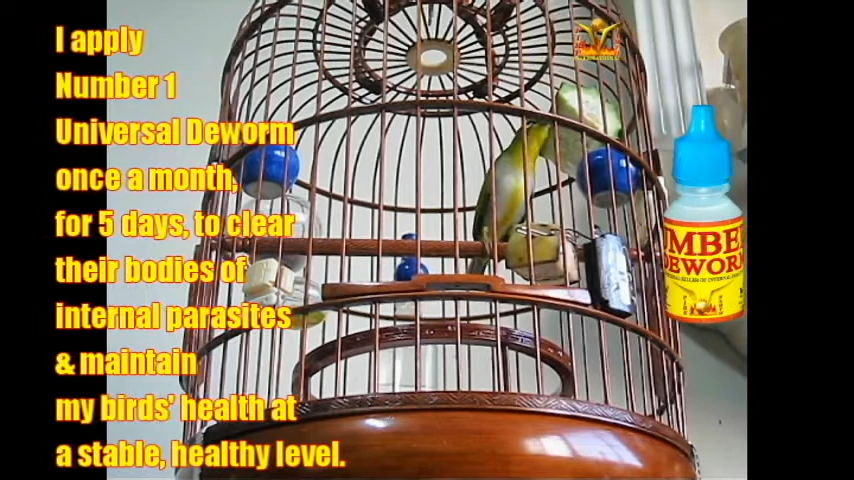 I apply
Number 1
Universal Deworm
once a month,
for 5 days, to clear
their bodies of
internal parasites
& maintain
my birds' health at
a stable, healthy level.
UMBE
DEWORM